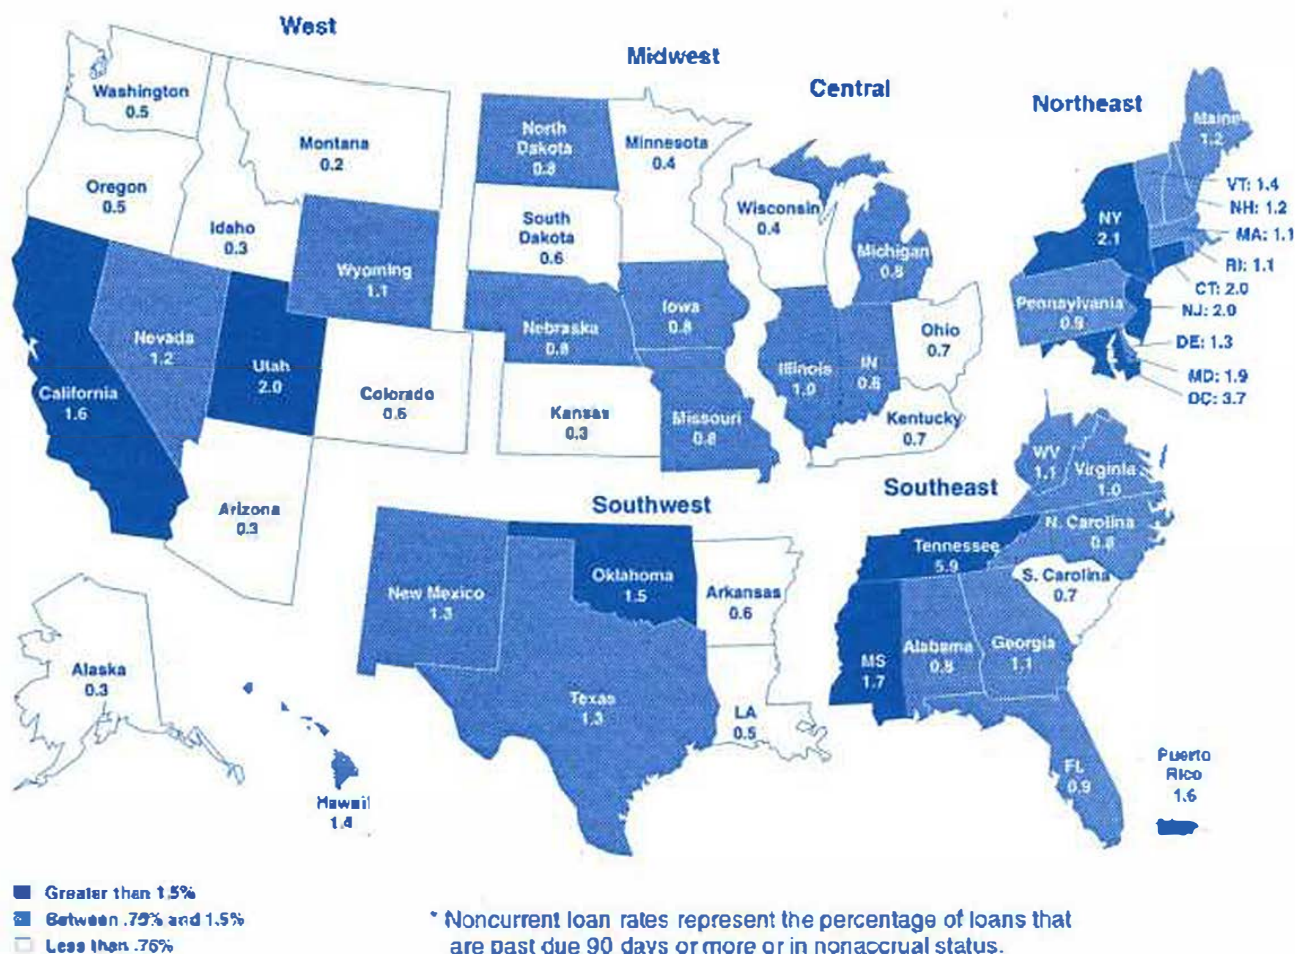 West
Midwest
Central
Northeast
Washington
0.5
Montana
0.2
Oregon
0.5
Idaho
0.3
Wyoming
1.1
Nevada
1.2
Utah
2.0
California
1.6
Colorado
Arizona
0.3
Alaska
0.3
Hawaii
1.4
North
Dakota
0.8
Minnesota
0.4
South
Dakota
0.6
Nebraska
0.8
Iowa
0.8
Kansas
0.3
Missouri
0.8
Wisconsin
0.4
Michigan
0.8
Illinois
1.0
IN
Ohio
0.7
Kentucky
0.7
Maine
1.2
VT: 1.4
NH: 1.2
MA: 1.1
RI: 1.1
CT: 2.0
NJ: 2.0
DE: 1.3
MD: 1.9
DC: 3.7
NY
2.1
Pennsylvania
0.9
Southwest
New Mexico
1.3
Oklahoma
1.5
Arkansas
0.6
Texas
1.3
LA
0.5
Southeast
WV
1.1
Virginia
1.0
N. Carolina
0.8
Tennessee
5.9
S. Carolina
0.7
MS
1.7
Alabama
0.8
Georgia
1.1
FL
0.9
Puerto
Rico
1.6
Greater than 1.5%
Between .75% and 1.5%
Less than .75%
* Noncurrent loan rates represent the percentage of loans that
are past due 90 days or more or in nonaccrual status.